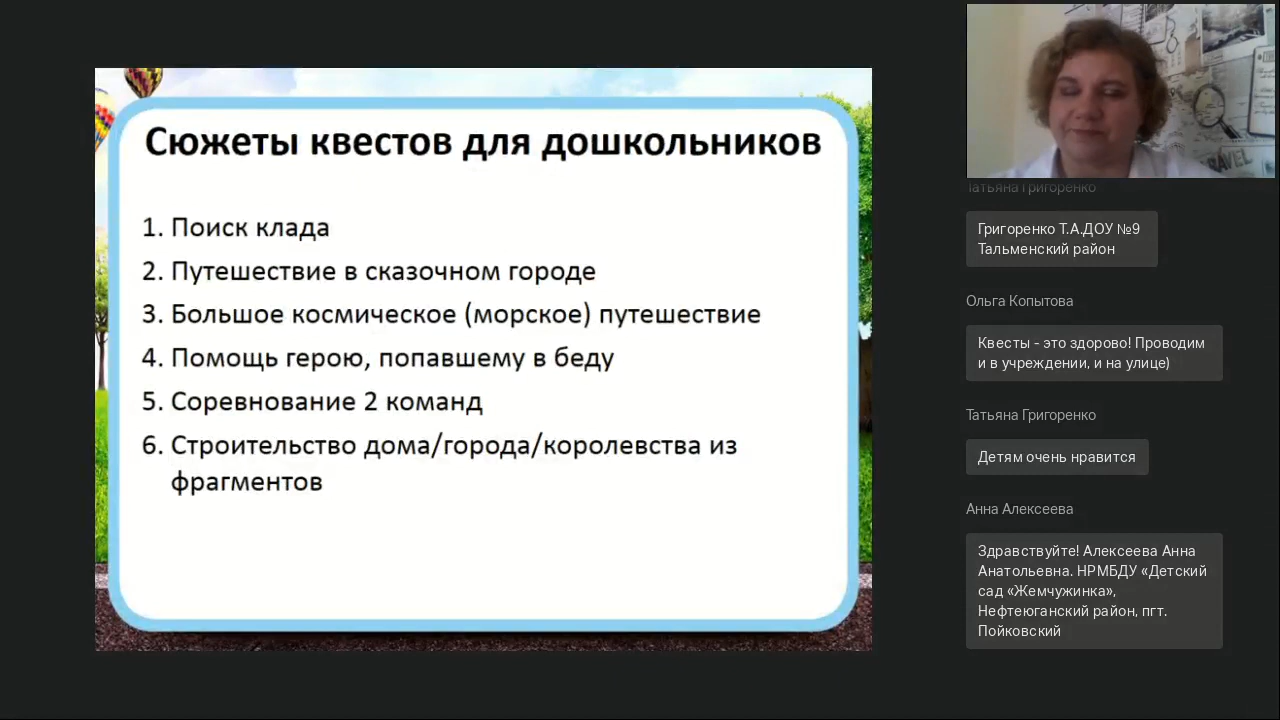 Сюжеты квестов для дошкольников
1. Поиск клада
2. Путешествие в сказочном городе
3. Большое космическое (морское) путешествие
4. Помощь герою, попавшему в беду
5. Соревнование 2 команд
6. Строительство дома/города/королевства из
фрагментов
TRAVEL
Татьяна Григоренко
Григоренко Т.А.ДОУ №9
Тальменский район
Ольга Копытова
Квесты - это здорово! Проводим
и в учреждении, и на улице)
Татьяна Григоренко
Детям очень нравится
Анна Алексеева
Здравствуйте! Алексеева Анна
Анатольевна. НРМБДУ «Детский
сад «Жемчужинка»,
Нефтеюганский район, пгт.
Пойковский